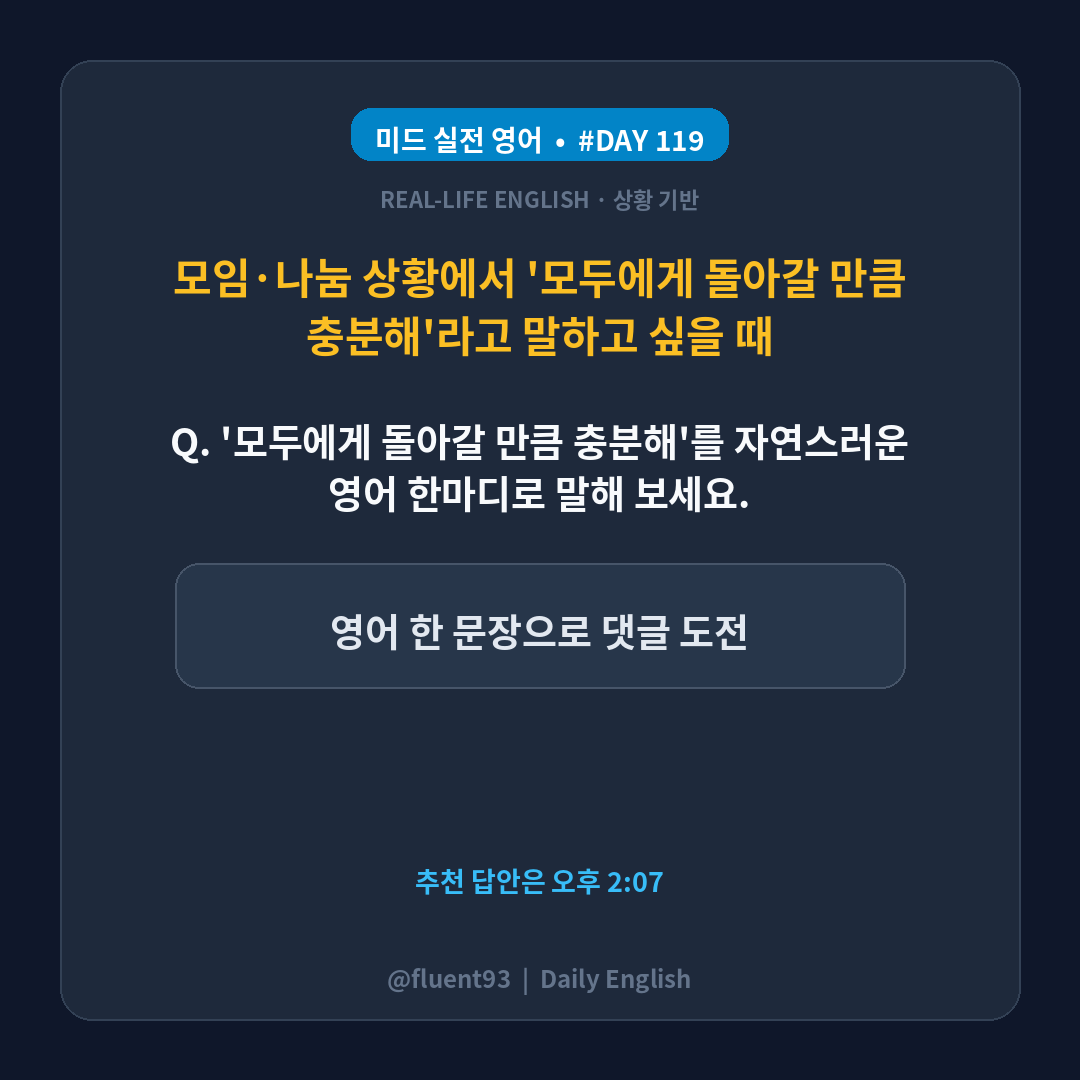 미드 실전 영어 • #DAY 119
REAL-LIFE ENGLISH · 상황 기반
모임·나눔 상황에서 '모두에게 돌아갈 만큼
충분해'라고 말하고 싶을 때
Q. '모두에게 돌아갈 만큼 충분해'를 자연스러운
영어 한마디로 말해 보세요.
영어 한 문장으로 댓글 도전
추천 답안은 오후 2:07
@fluent93 | Daily English